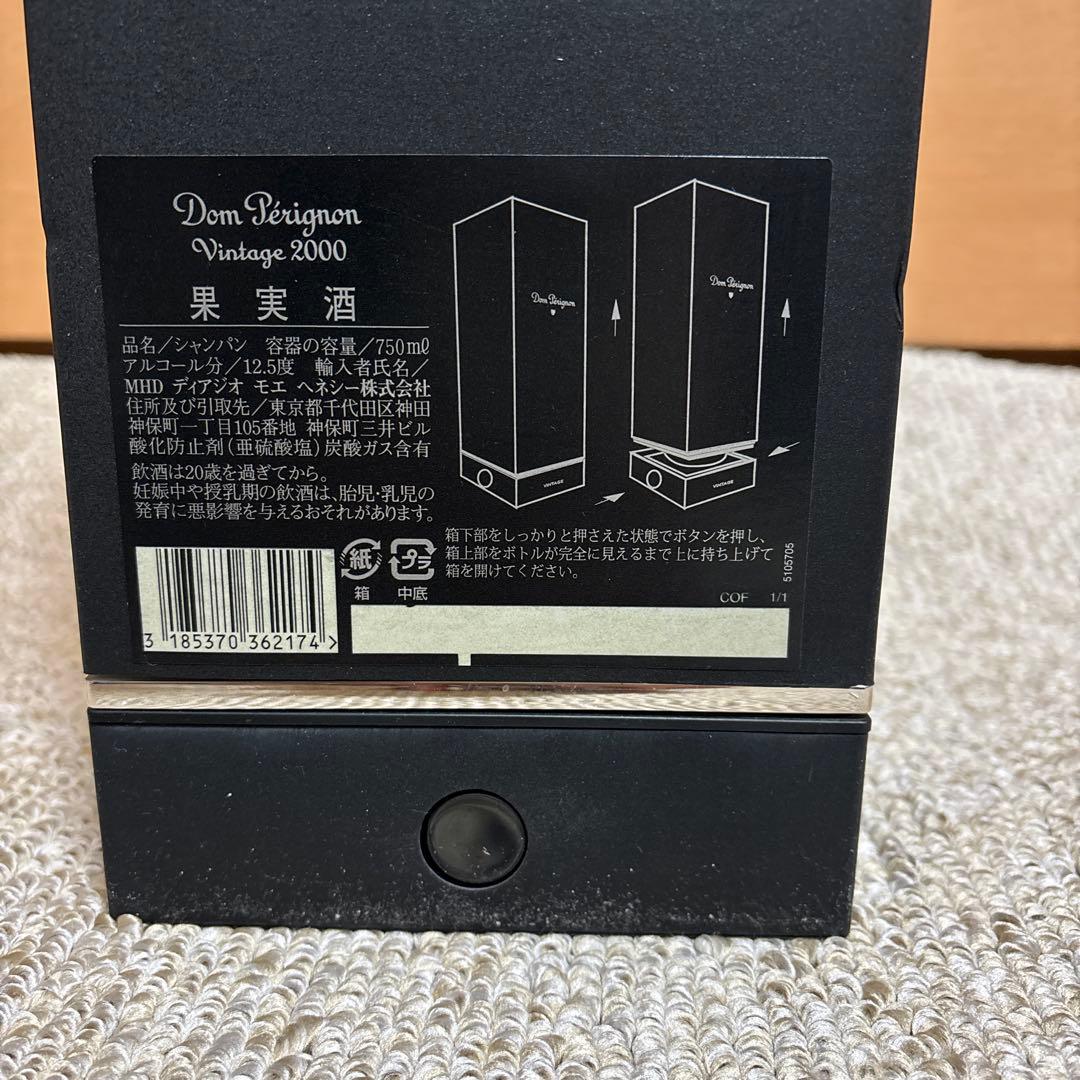 Dom Pérignon
Vintage 2000
果実酒
品名/シャンパン 容器の容量/750mℓ
アルコール分/12.5度 輸入者氏名/
MHD ディアジオ モエ ヘネシー株式会社
住所及び引取先/東京都千代田区神田
神保町一丁目105番地 神保町三井ビル
酸化防止剤(亜硫酸塩)炭酸ガス含有
飲酒は20歳を過ぎてから。
妊娠中や授乳期の飲酒は、胎児・乳児の
発育に悪影響を与えるおそれがあります。
3 185370 362174 >
紙
箱
プラ
中底
Dom Pérignon
VINTAGE
Dom Pérignon
VINTAGE
箱下部をしっかりと押さえた状態でボタンを押し、
箱上部をボトルが完全に見えるまで上に持ち上げて
箱を開けてください。
5105705
COF 1/1